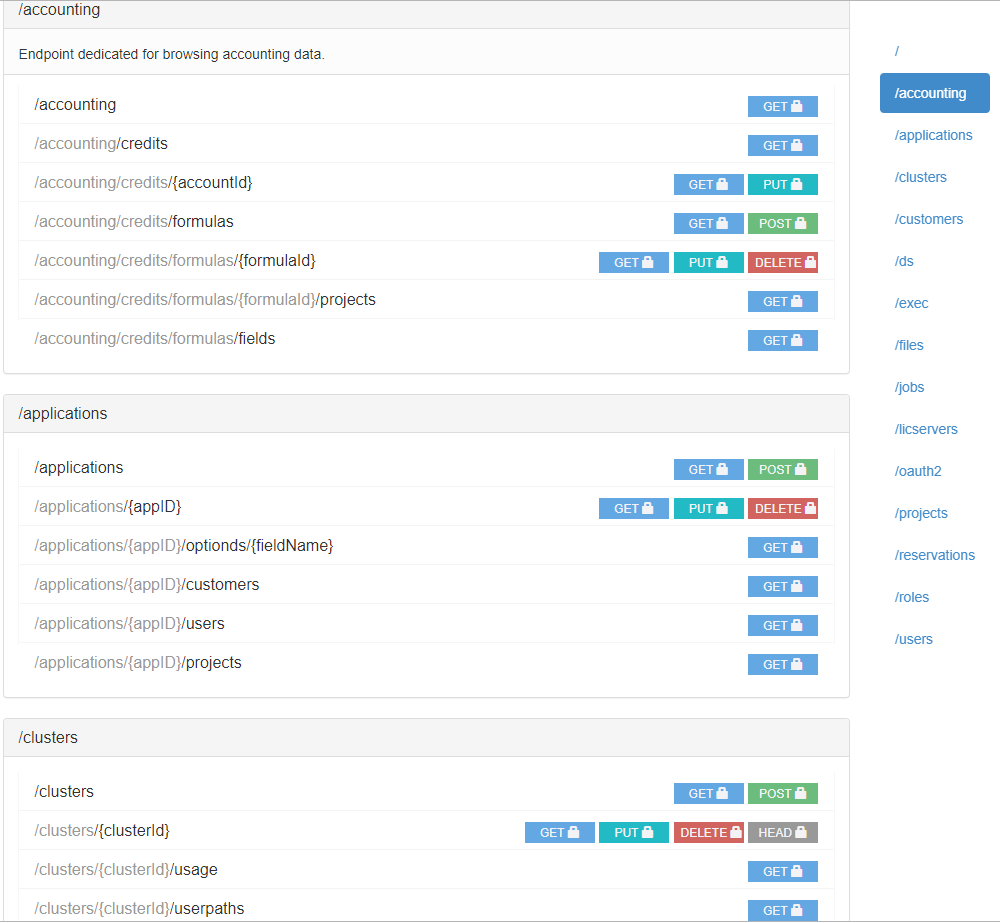 /accounting
Endpoint dedicated for browsing accounting data.
/accounting GET
/accounting/credits GET
/accounting/credits/{accountId} GET PUT
/accounting/credits/formulas GET POST
/accounting/credits/formulas/{formulaId} GET PUT DELETE
/accounting/credits/formulas/{formulaId}/projects GET
/accounting/credits/formulas/fields GET
/applications
/applications GET POST
/applications/{appID} GET PUT DELETE
/applications/{appID}/optionds/{fieldName} GET
/applications/{appID}/customers GET
/applications/{appID}/users GET
/applications/{appID}/projects GET
/clusters
/clusters GET POST
/clusters/{clusterId} GET PUT DELETE HEAD
/clusters/{clusterId}/usage GET
/clusters/{clusterId}/userpaths GET
/
/accounting
/applications
/clusters
/customers
/ds
/exec
/files
/jobs
/licservers
/oauth2
/projects
/reservations
/roles
/users